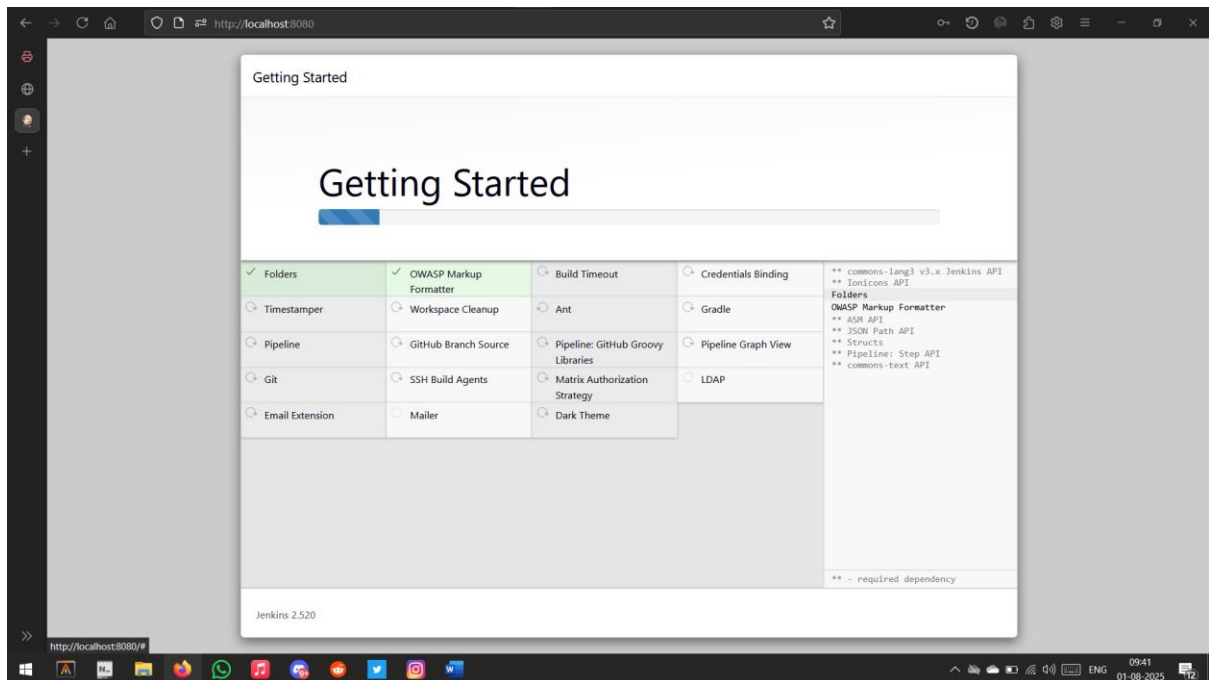 http://localhost:8080
Getting Started
Getting Started
Folders
OWASP Markup
Formatter
Build Timeout
Credentials Binding
Timestamper
Workspace Cleanup
Ant
Gradle
Pipeline
GitHub Branch Source
Pipeline: GitHub Groovy
Libraries
Pipeline Graph View
Git
SSH Build Agents
Matrix Authorization
Strategy
LDAP
Email Extension
Mailer
Dark Theme
** commons-lang3 v3.x Jenkins API
** Ionicons API
Folders
OWASP Markup Formatter
** ASM API
** JSON Path API
** Structs
** Pipeline: Step API
** commons-text API
** - required dependency
Jenkins 2.520
http://localhost:8080/#
ENG
09:41
01-08-2025
12